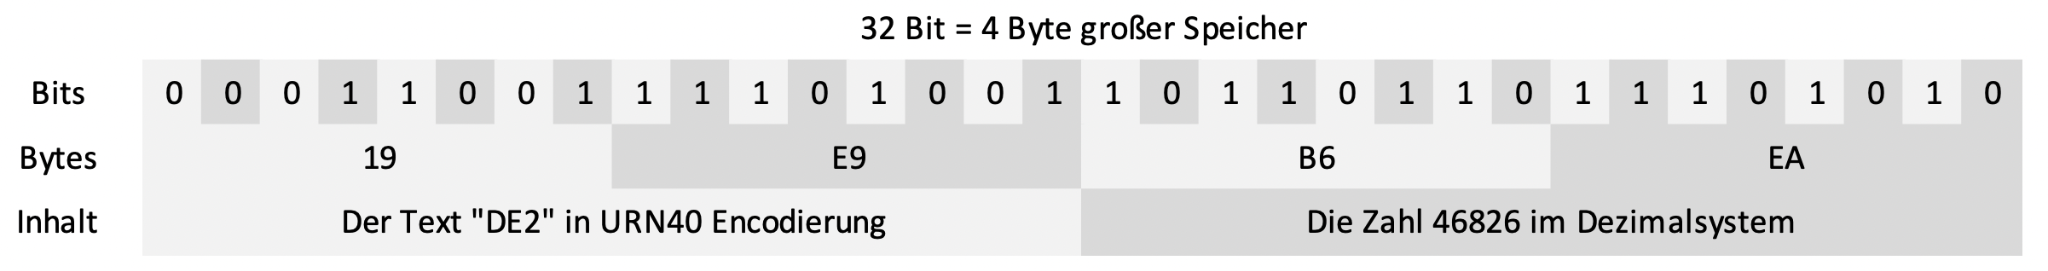 32 Bit = 4 Byte großer Speicher
Bits 0 0 0 1 1 0 0 1 1 1 1 0 1 0 0 1 1 0 1 1 0 1 1 0 1 1 1 0 1 0 1 0
Bytes 19 E9 B6 EA
Inhalt Der Text "DE2" in URN40 Encodierung Die Zahl 46826 im Dezimalsystem